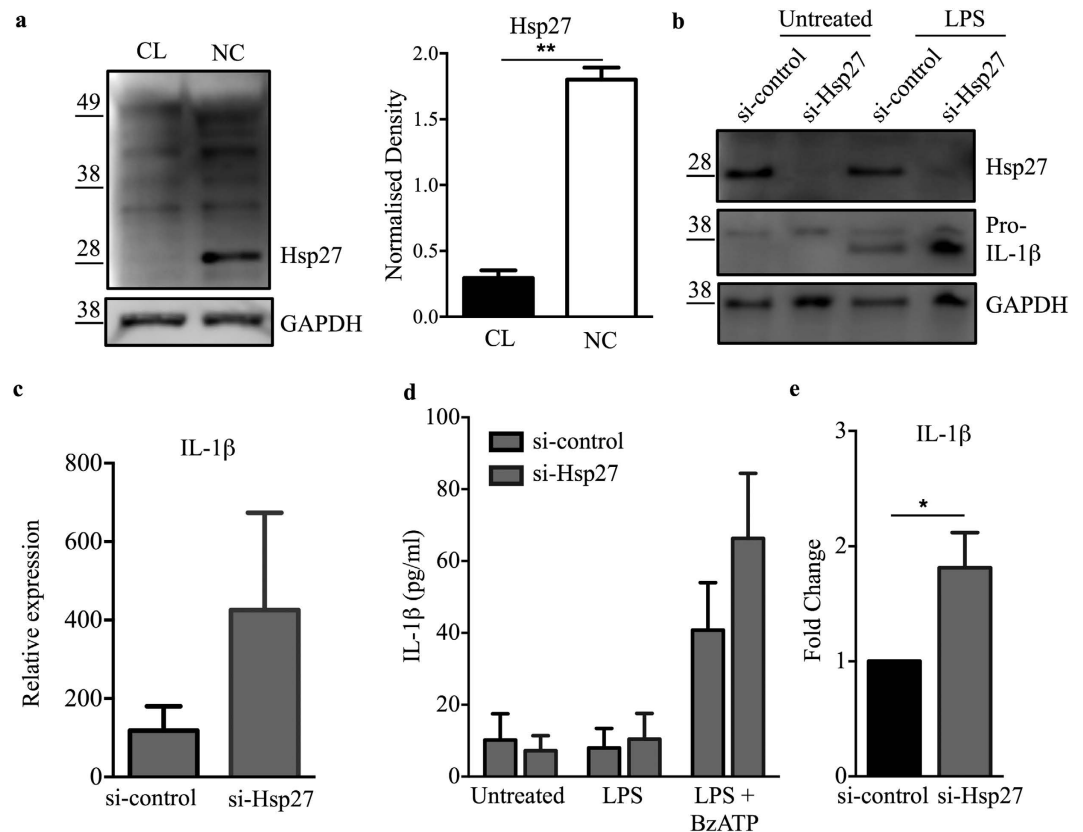 a
CL NC
49
38
28
Hsp27
38
GAPDH
Hsp27
**
Normalised Density
2.0
1.5
1.0
0.5
0.0
CL NC
b
Untreated LPS
si-control si-Hsp27 si-control si-Hsp27
28
Hsp27
38
Pro-
IL-1β
38
GAPDH
c
IL-1β
Relative expression
800
600
400
200
0
si-control si-Hsp27
d
IL-1β (pg/ml)
100
80
60
40
20
0
si-control
si-Hsp27
Untreated LPS LPS +
BzATP
e
IL-1β
*
Fold Change
3
2
1
0
si-control si-Hsp27